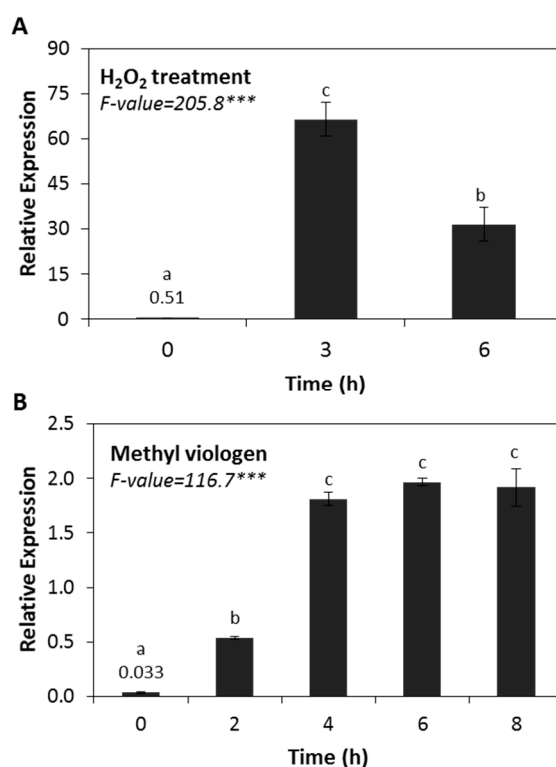 A
90
75
60
45
30
15
0
Relative Expression
H₂O₂ treatment
F-value=205.8***
a
0.51
c
b
0 3 6
Time (h)
B
2.5
2.0
1.5
1.0
0.5
0.0
Relative Expression
Methyl viologen
F-value=116.7***
a
0.033
b
c
c
c
0 2 4 6 8
Time (h)